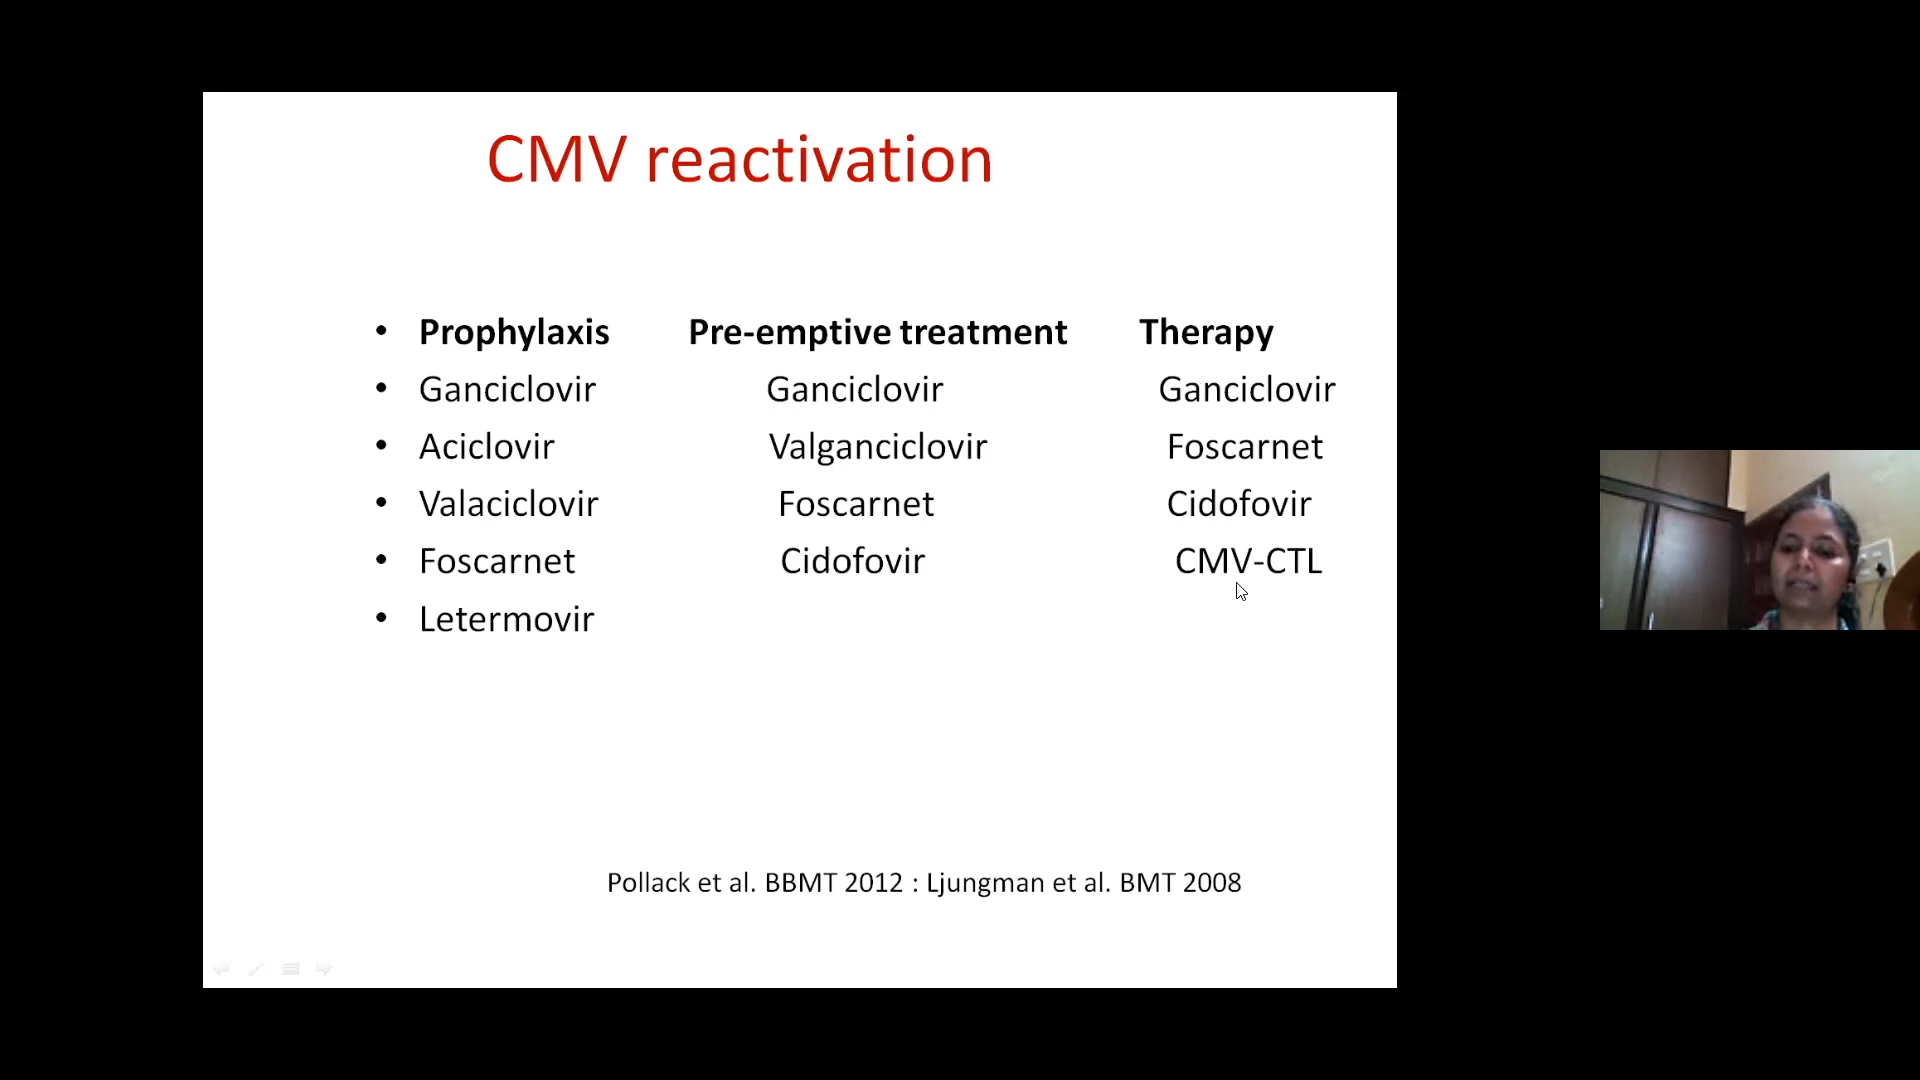 CMV reactivation
• Prophylaxis Pre-emptive treatment Therapy
• Ganciclovir Ganciclovir Ganciclovir
• Aciclovir Valganciclovir Foscarnet
• Valaciclovir Foscarnet Cidofovir
• Foscarnet Cidofovir CMV-CTL
• Letermovir
Pollack et al. BBMT 2012 : Ljungman et al. BMT 2008